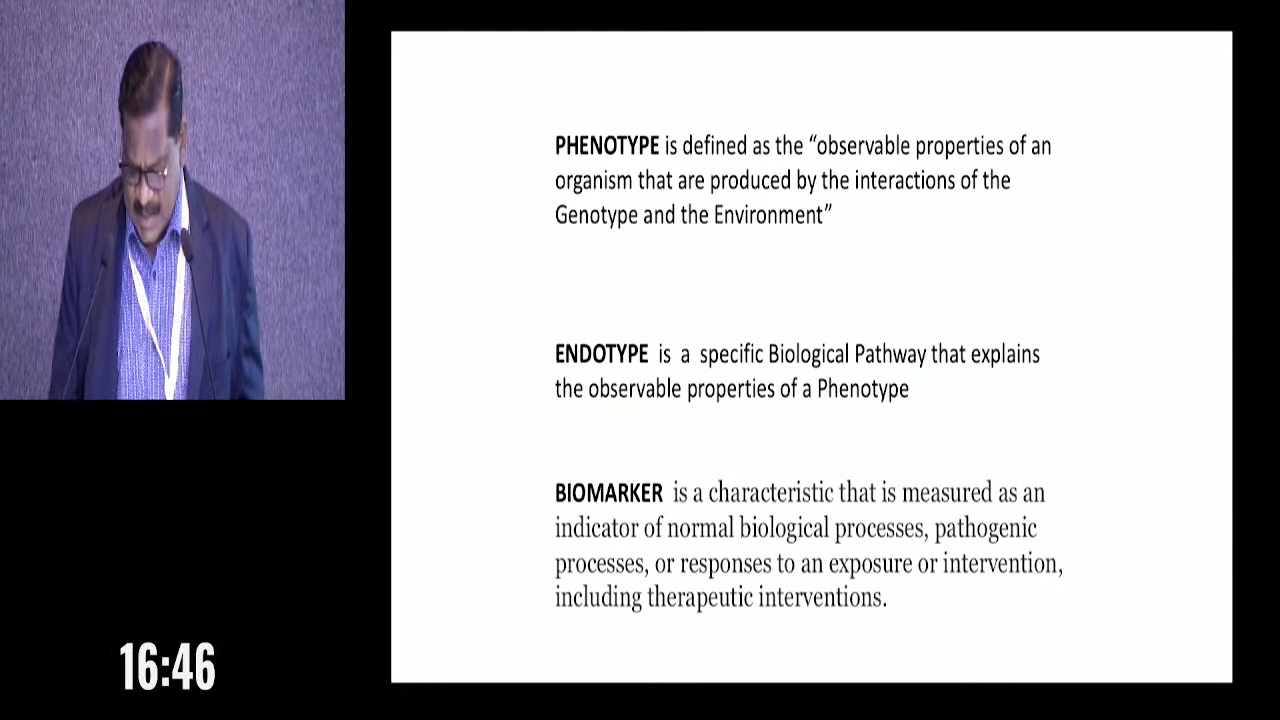 PHENOTYPE is defined as the “observable properties of an
organism that are produced by the interactions of the
Genotype and the Environment”
ENDOTYPE is a specific Biological Pathway that explains
the observable properties of a Phenotype
BIOMARKER is a characteristic that is measured as an
indicator of normal biological processes, pathogenic
processes, or responses to an exposure or intervention,
including therapeutic interventions.
16:46